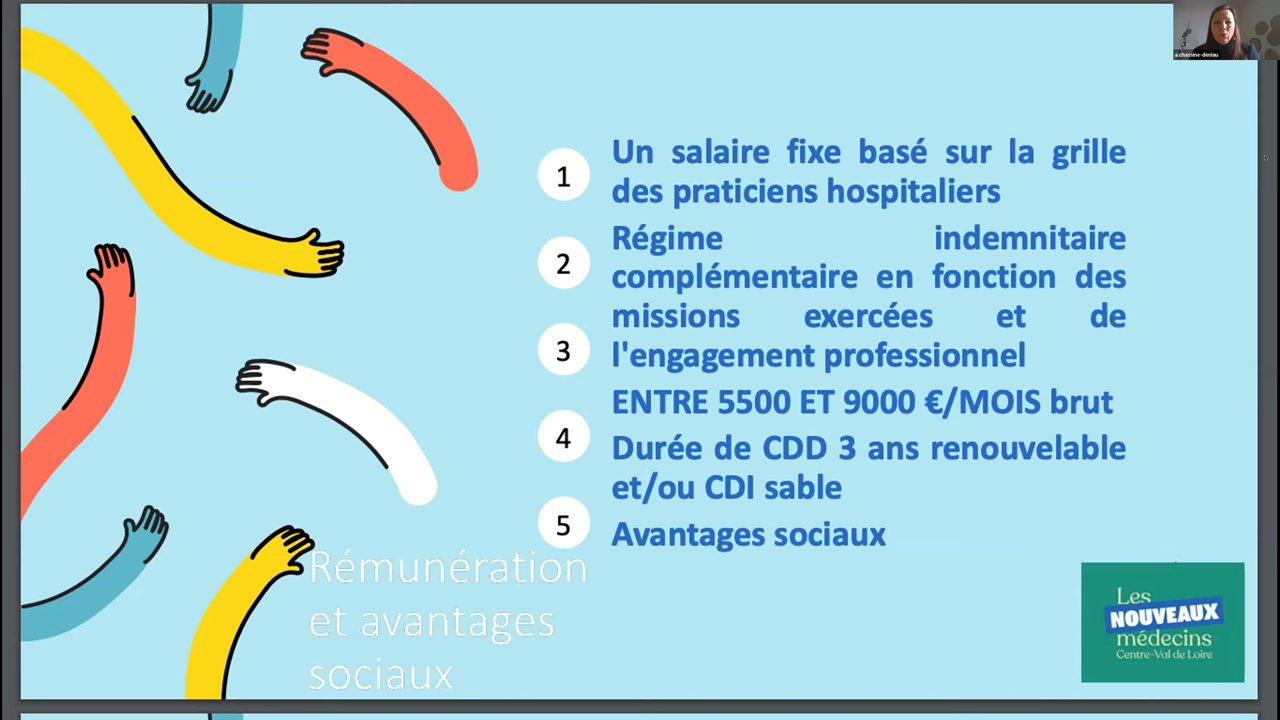 a.chassine-deniau
1
Un salaire fixe basé sur la grille
des praticiens hospitaliers
2
Régime indemnitaire
complémentaire en fonction des
missions exercées et de
l'engagement professionnel
3
ENTRE 5500 ET 9000 €/MOIS brut
4
Durée de CDD 3 ans renouvelable
et/ou CDI sable
5
Avantages sociaux
Rémunération
et avantages
sociaux
Les
NOUVEAUX
médecins
Centre-Val de Loire